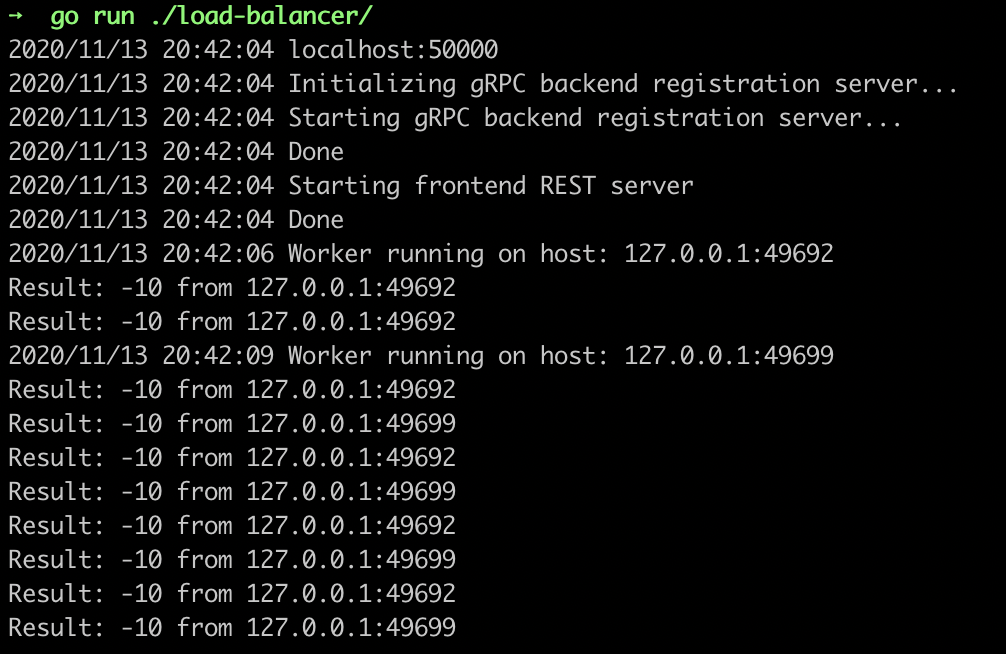 → go run ./load-balancer/
2020/11/13 20:42:04 localhost:50000
2020/11/13 20:42:04 Initializing gRPC backend registration server...
2020/11/13 20:42:04 Starting gRPC backend registration server...
2020/11/13 20:42:04 Done
2020/11/13 20:42:04 Starting frontend REST server
2020/11/13 20:42:04 Done
2020/11/13 20:42:06 Worker running on host: 127.0.0.1:49692
Result: -10 from 127.0.0.1:49692
Result: -10 from 127.0.0.1:49692
2020/11/13 20:42:09 Worker running on host: 127.0.0.1:49699
Result: -10 from 127.0.0.1:49692
Result: -10 from 127.0.0.1:49699
Result: -10 from 127.0.0.1:49692
Result: -10 from 127.0.0.1:49699
Result: -10 from 127.0.0.1:49692
Result: -10 from 127.0.0.1:49699
Result: -10 from 127.0.0.1:49692
Result: -10 from 127.0.0.1:49699